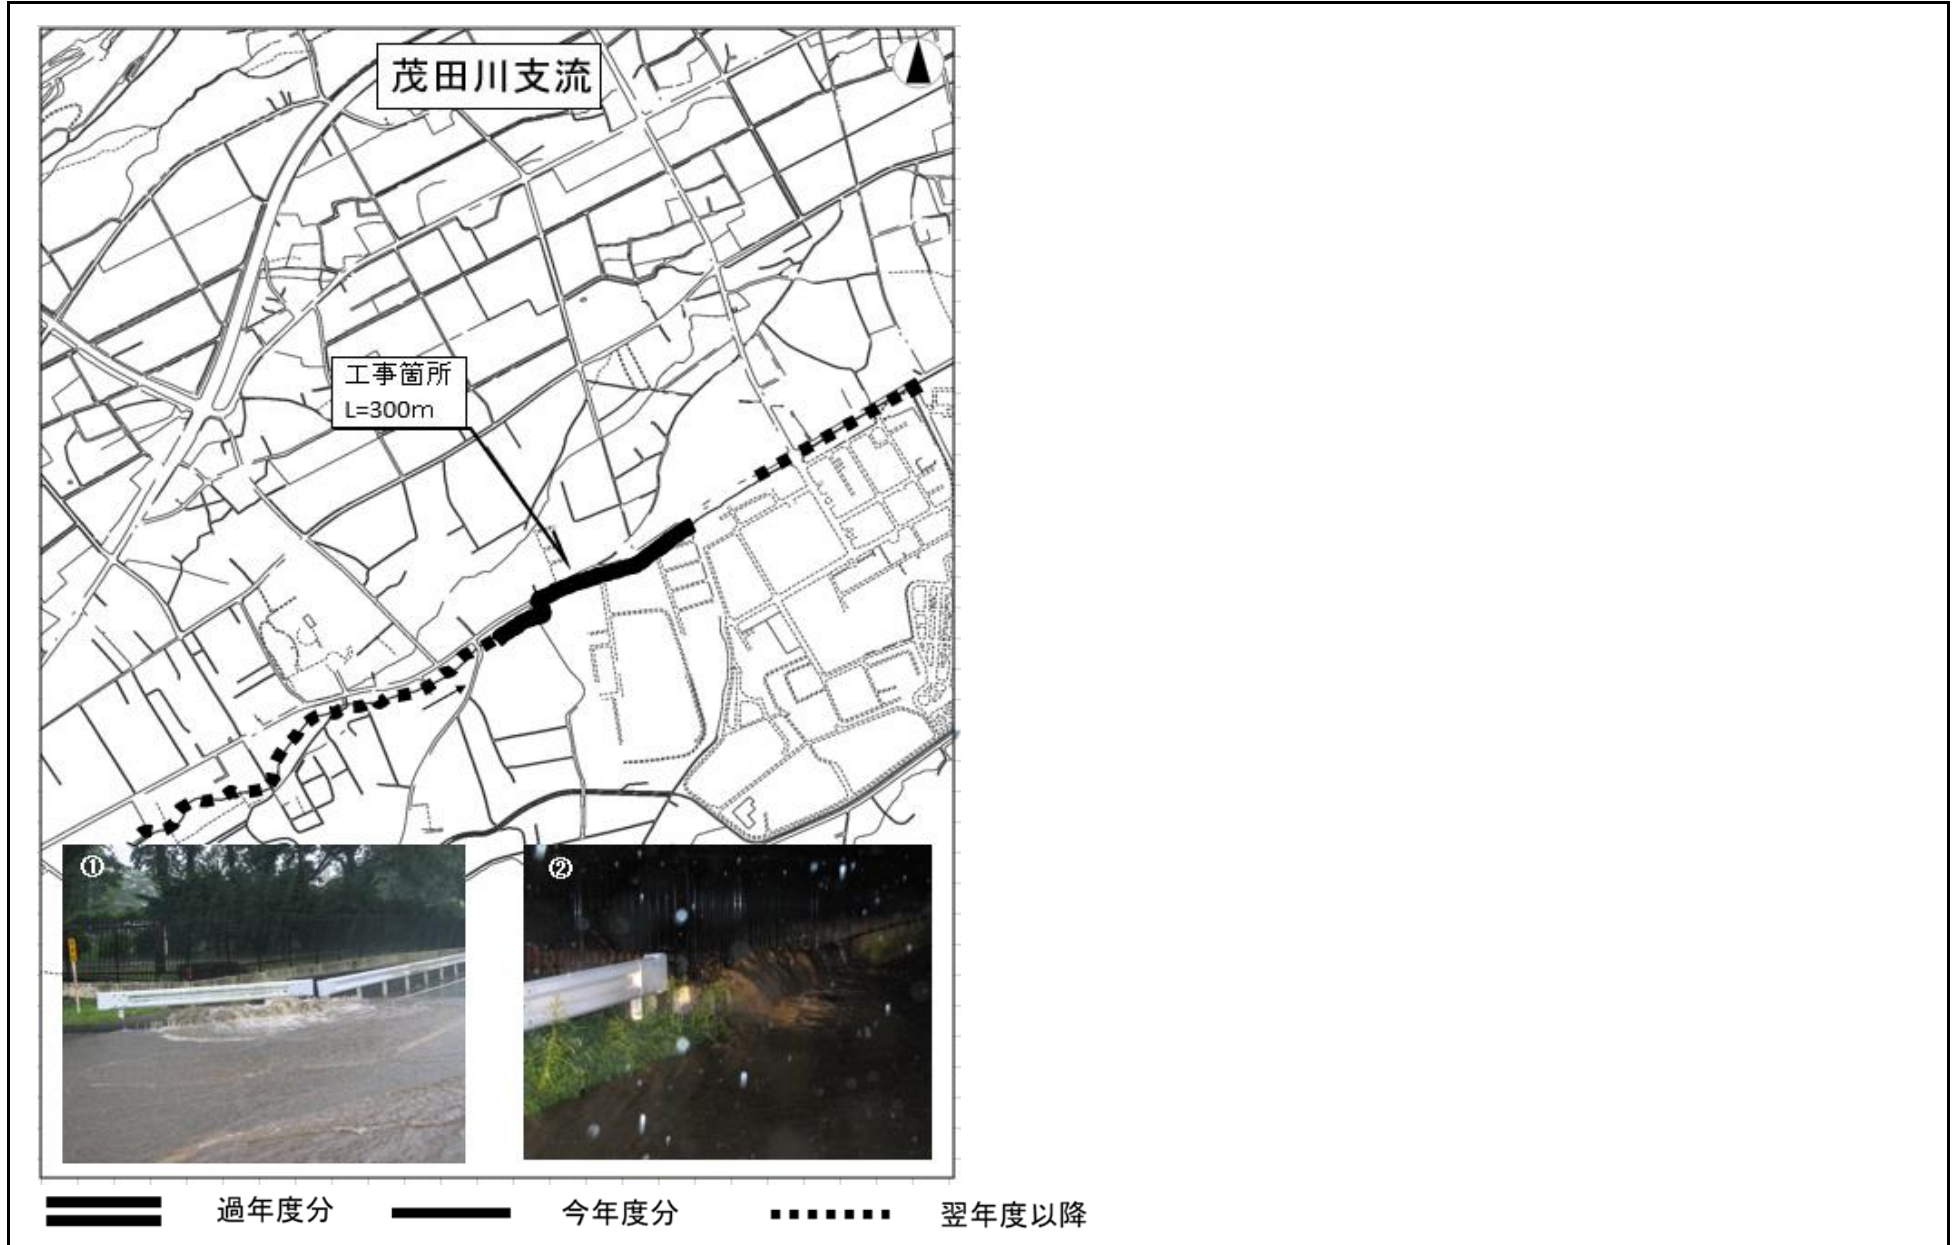 茂田川支流
工事箇所
L=300m
①
②
過年度分
今年度分
翌年度以降